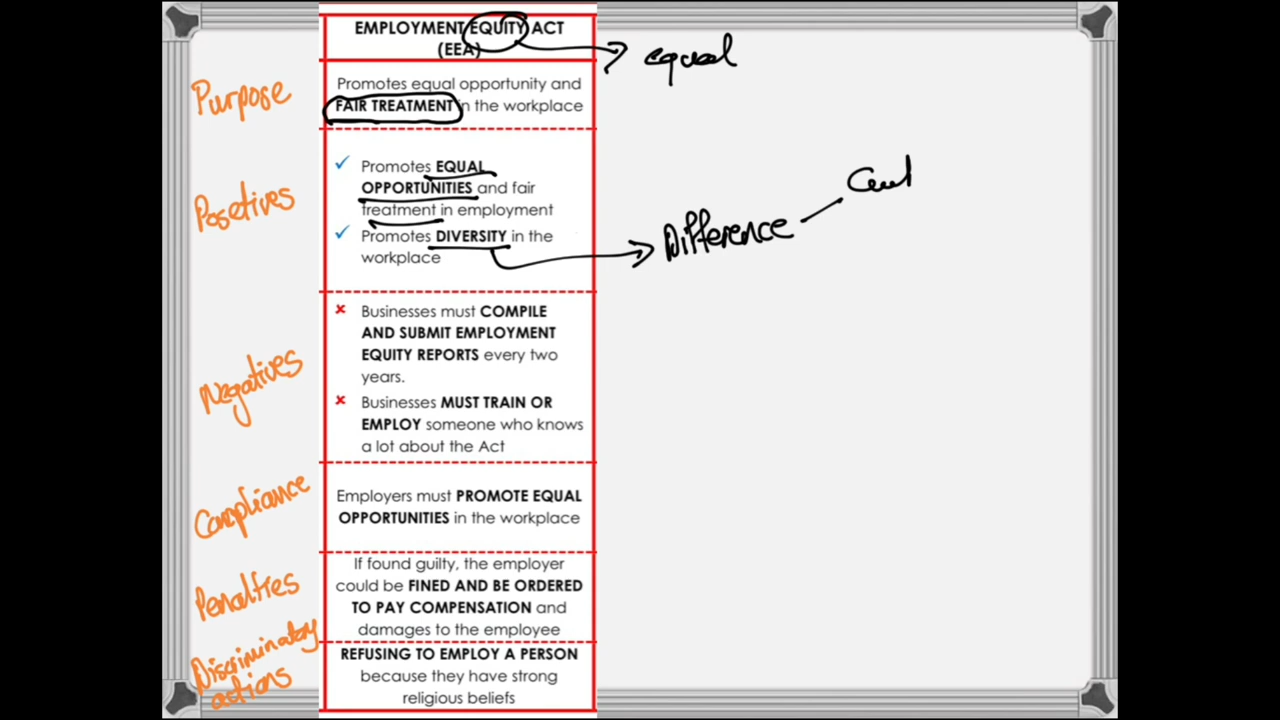 EMPLOYMENT EQUITY ACT
(EEA)
equal
Purpose
Promotes equal opportunity and
FAIR TREATMENT in the workplace
Posetives
✓ Promotes EQUAL
OPPORTUNITIES and fair
treatment in employment
✓ Promotes DIVERSITY in the
workplace
Difference
Negatives
✗ Businesses must COMPILE
AND SUBMIT EMPLOYMENT
EQUITY REPORTS every two
years.
✗ Businesses MUST TRAIN OR
EMPLOY someone who knows
a lot about the Act
Compliance
Employers must PROMOTE EQUAL
OPPORTUNITIES in the workplace
Penalties
If found guilty, the employer
could be FINED AND BE ORDERED
TO PAY COMPENSATION and
damages to the employee
Discriminatory
actions
REFUSING TO EMPLOY A PERSON
because they have strong
religious beliefs